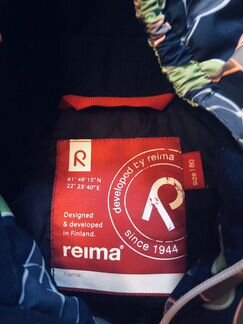 R
61° 48'15"N
22° 23'40"E
Designed
& developed
in Finland.
reima®
name:
developed by reima
R
since 1944
size | 80